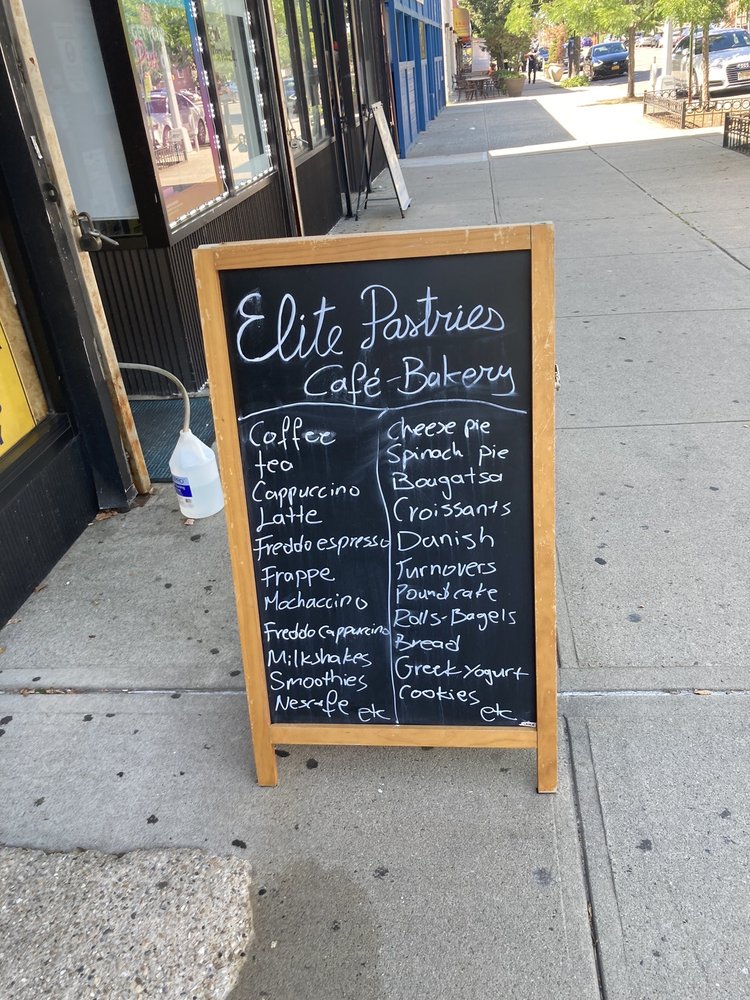 Elite Pastries
Café-Bakery
Coffee
tea
Cappuccino
Latte
Freddo espresso
Frappe
Mochaccino
Freddo cappuccino
Milkshakes
Smoothies
Nescafe etc
Cheese pie
Spinach pie
Bougatsa
Croissants
Danish
Turnovers
Pound cake
Rolls-Bagels
Bread
Greek yogurt
Cookies
etc